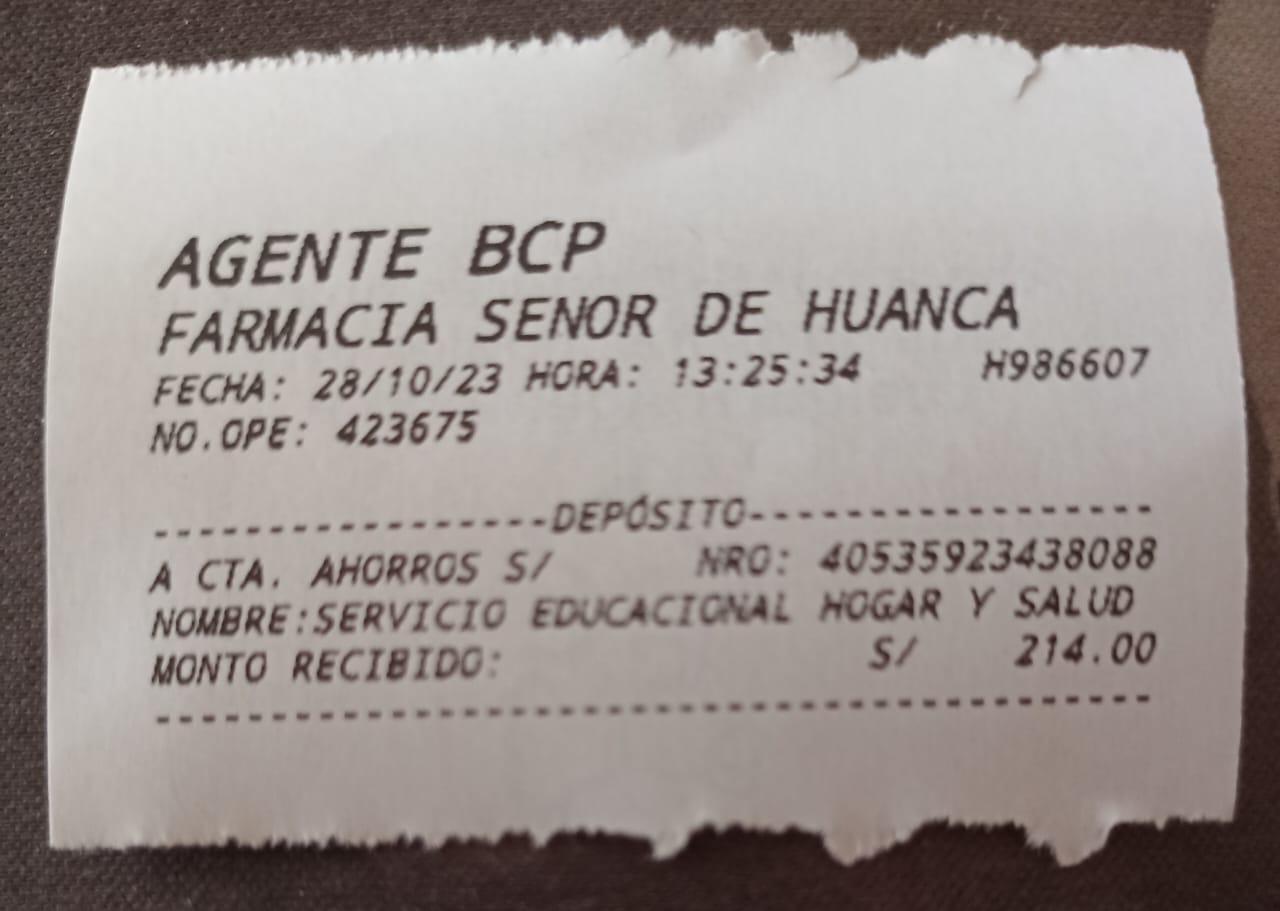 AGENTE BCP
FARMACIA SENOR DE HUANCA
FECHA: 28/10/23 HORA: 13:25:34 H986607
NO.OPE: 423675
-----------------DEPÓSITO-----------------
A CTA. AHORROS S/ NRO: 40535923438088
NOMBRE:SERVICIO EDUCACIONAL HOGAR Y SALUD
MONTO RECIBIDO: S/ 214.00
-------------------------------------------